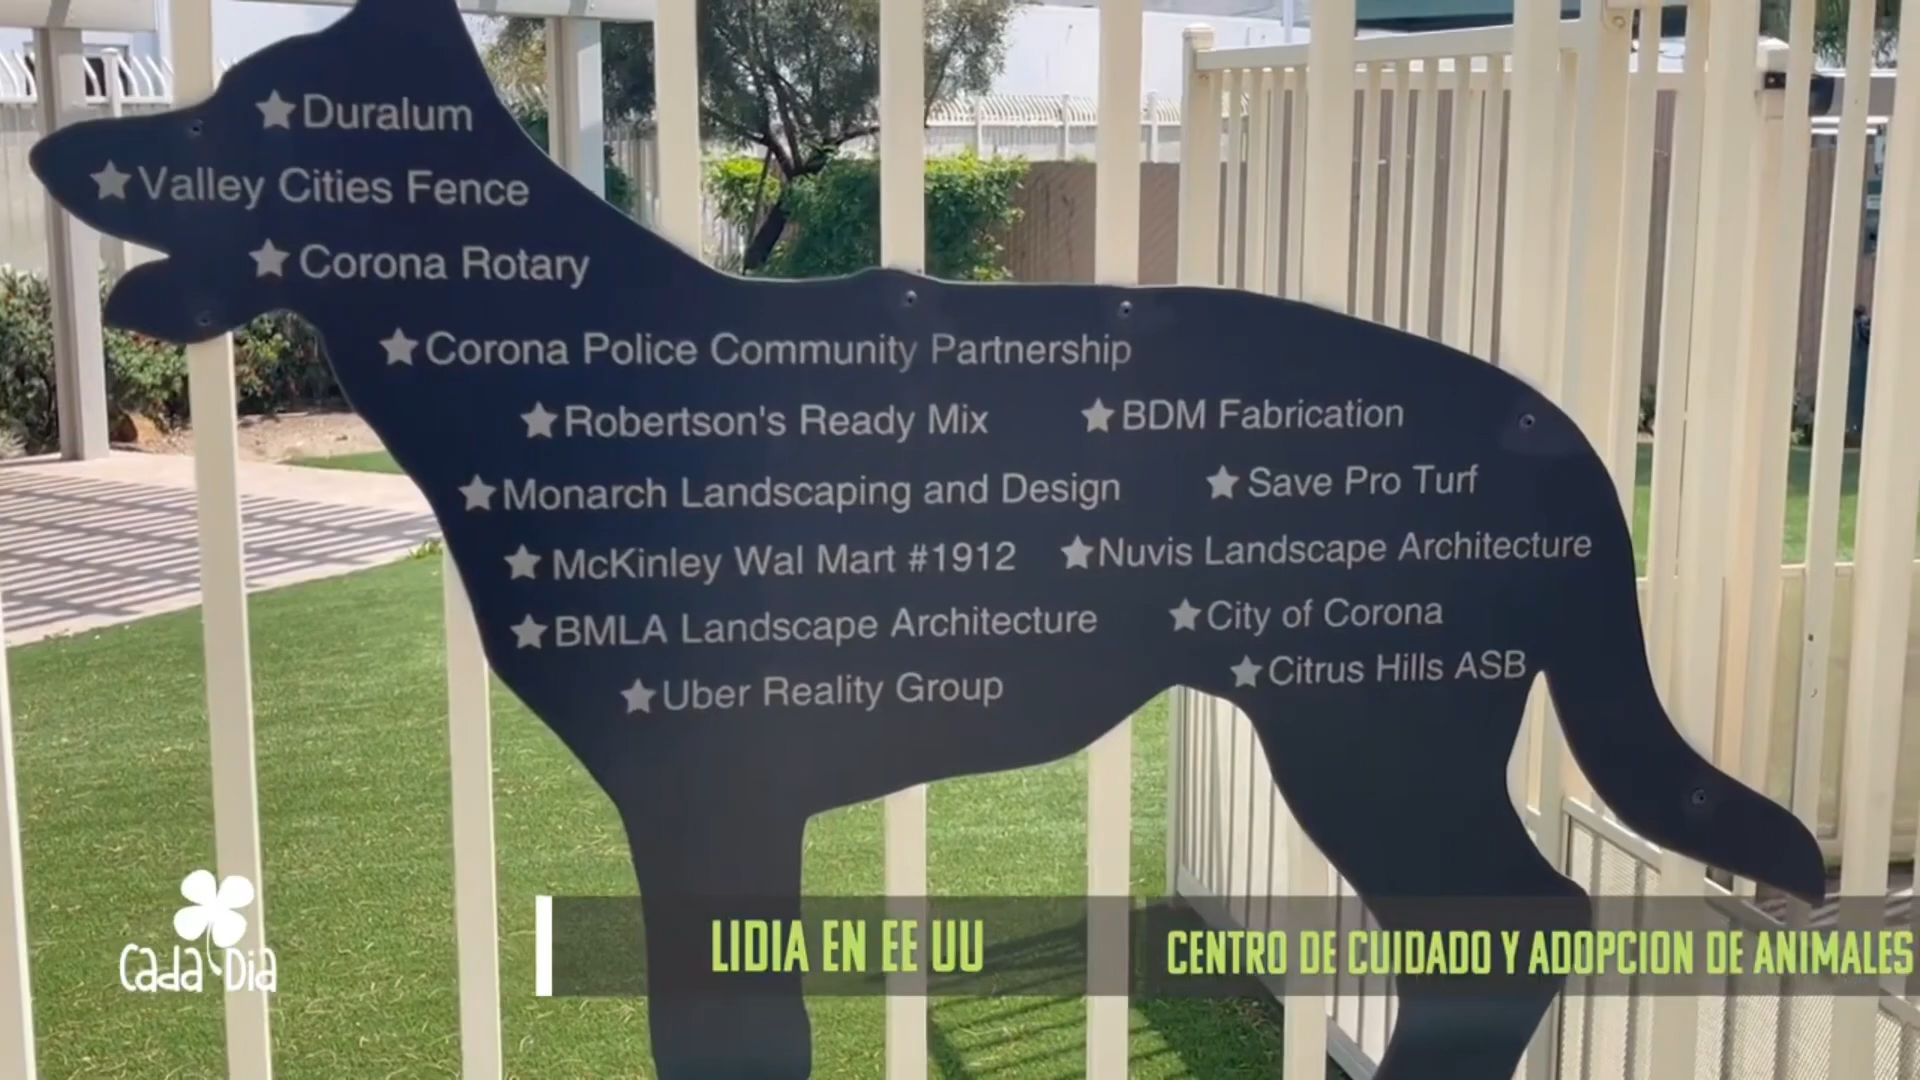 Duralum
Valley Cities Fence
Corona Rotary
Corona Police Community Partnership
Robertson's Ready Mix
BDM Fabrication
Monarch Landscaping and Design
Save Pro Turf
McKinley Wal Mart #1912
Nuvis Landscape Architecture
BMLA Landscape Architecture
City of Corona
Uber Reality Group
Citrus Hills ASB
Cada Dia
LIDIA EN EE UU
CENTRO DE CUIDADO Y ADOPCION DE ANIMALES